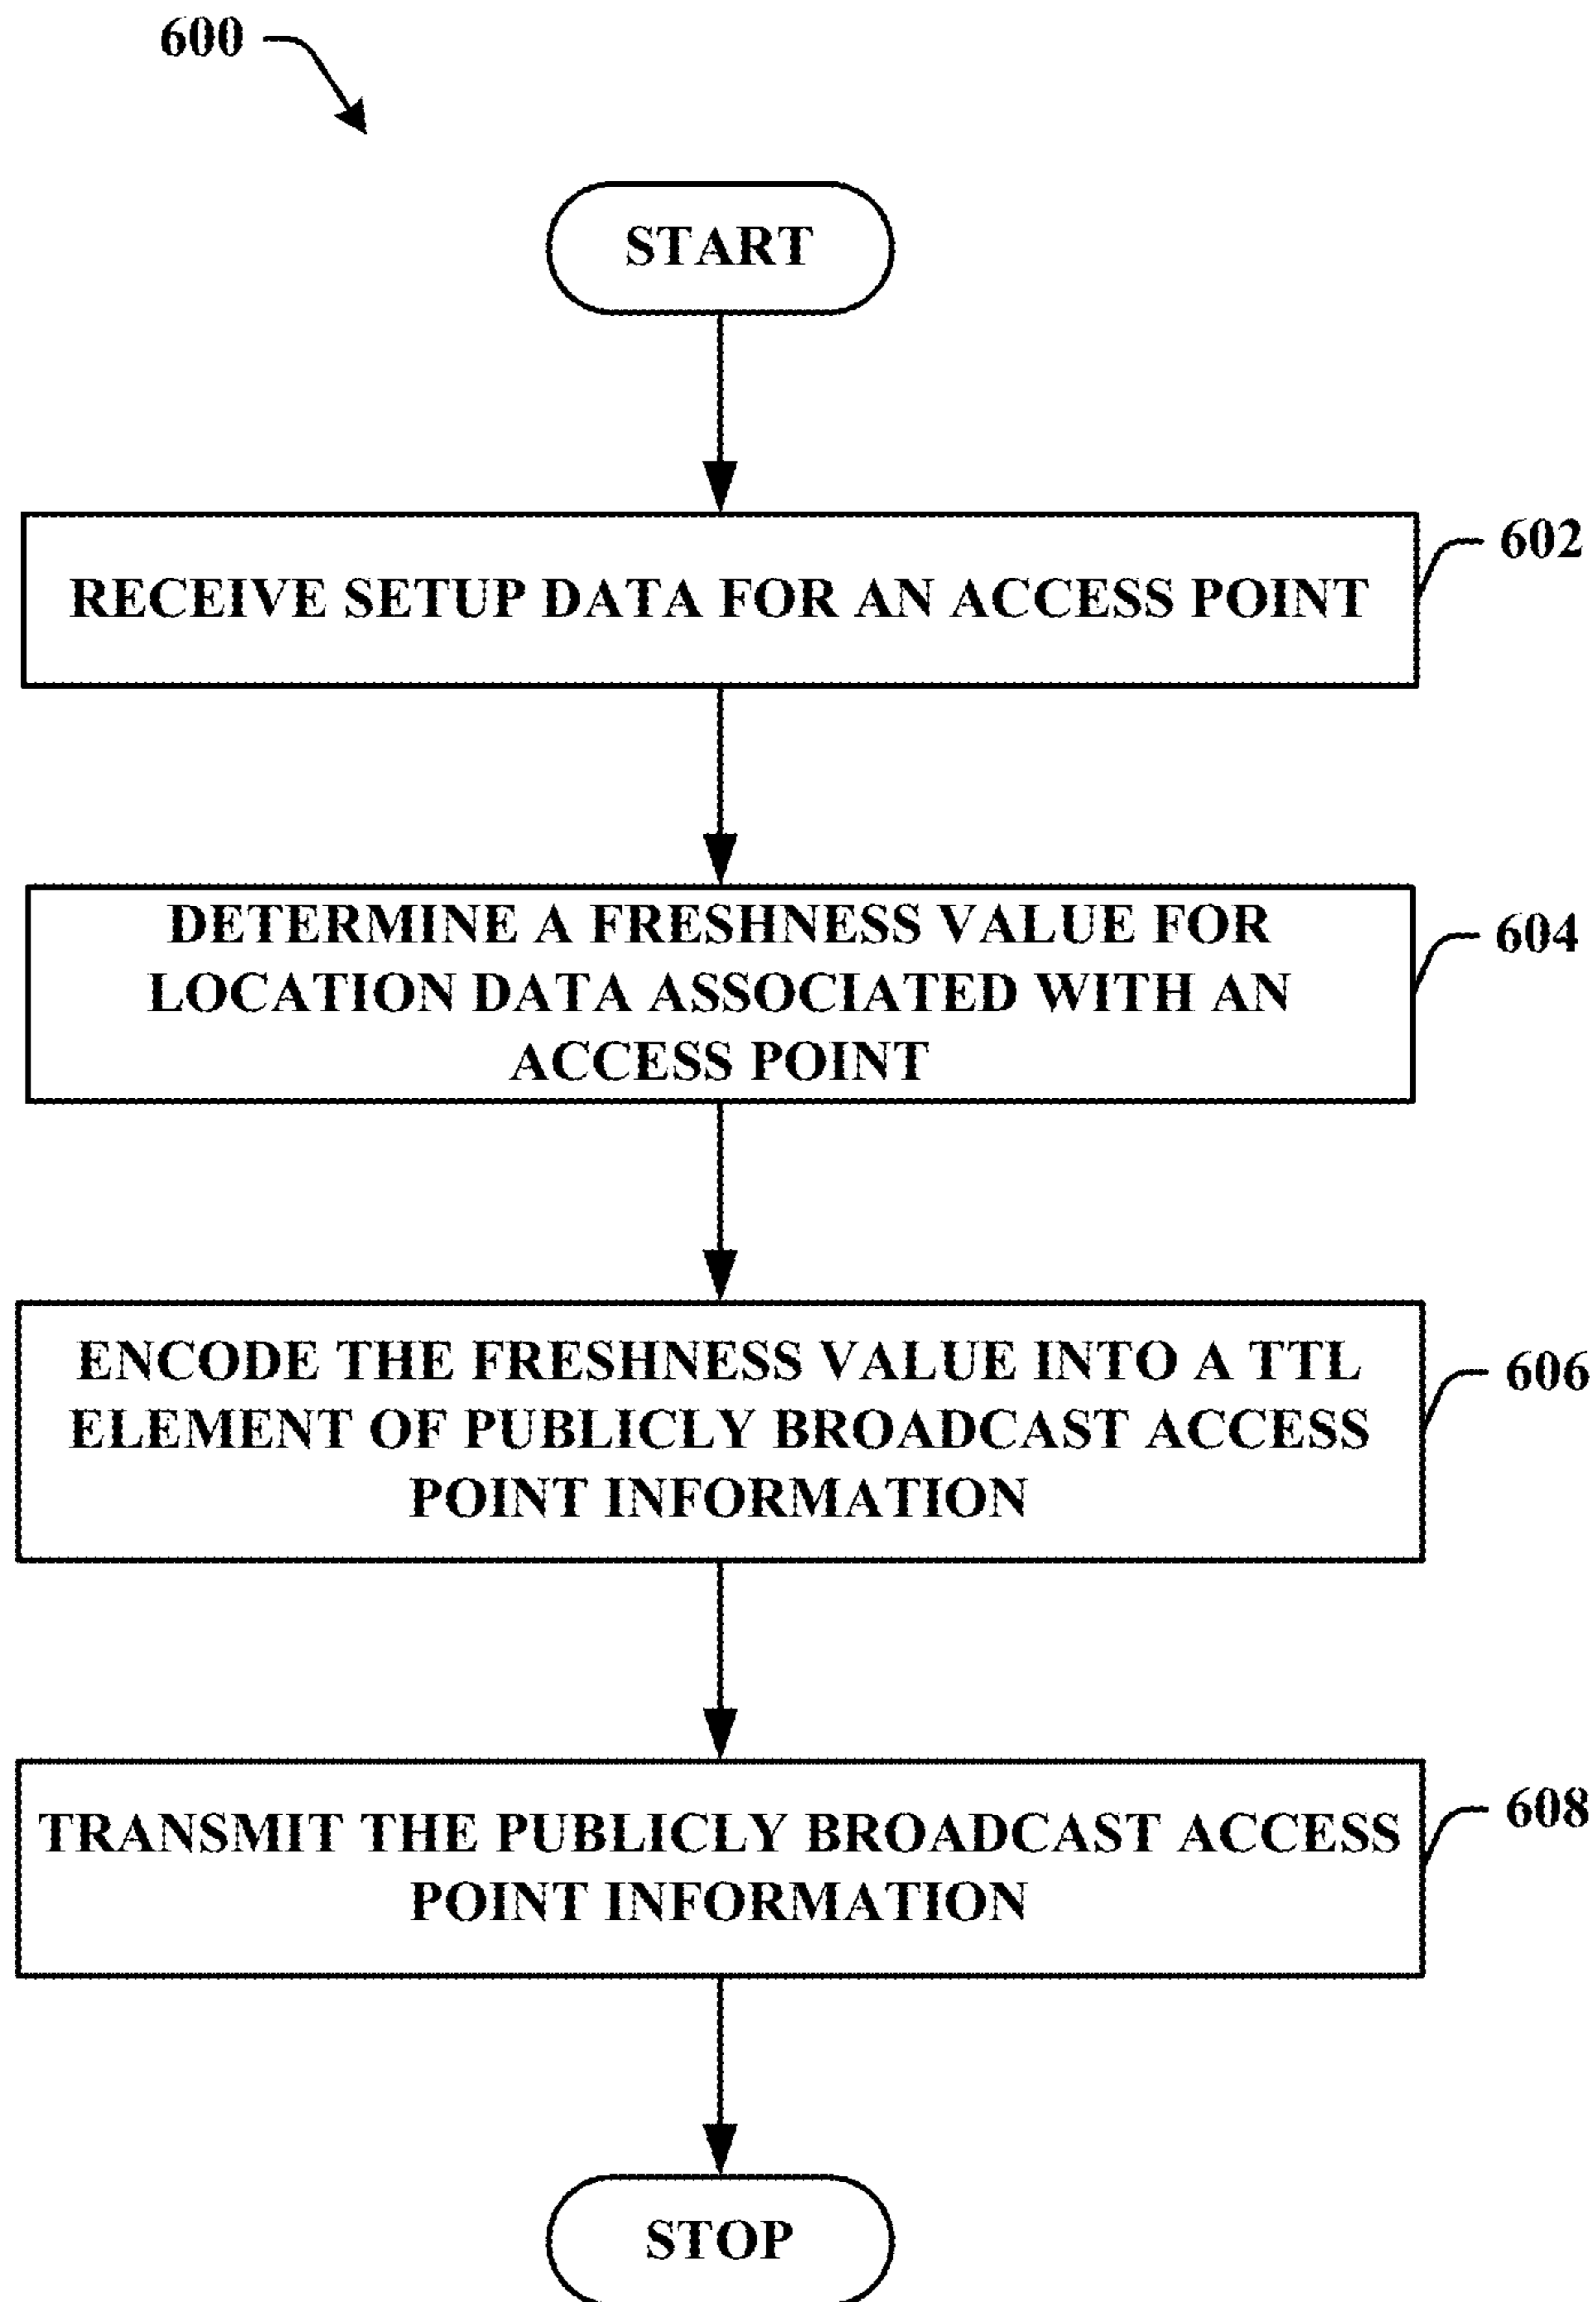 600
START
RECEIVE SETUP DATA FOR AN ACCESS POINT
602
DETERMINE A FRESHNESS VALUE FOR
LOCATION DATA ASSOCIATED WITH AN
ACCESS POINT
604
ENCODE THE FRESHNESS VALUE INTO A TTL
ELEMENT OF PUBLICLY BROADCAST ACCESS
POINT INFORMATION
606
TRANSMIT THE PUBLICLY BROADCAST ACCESS
POINT INFORMATION
608
STOP